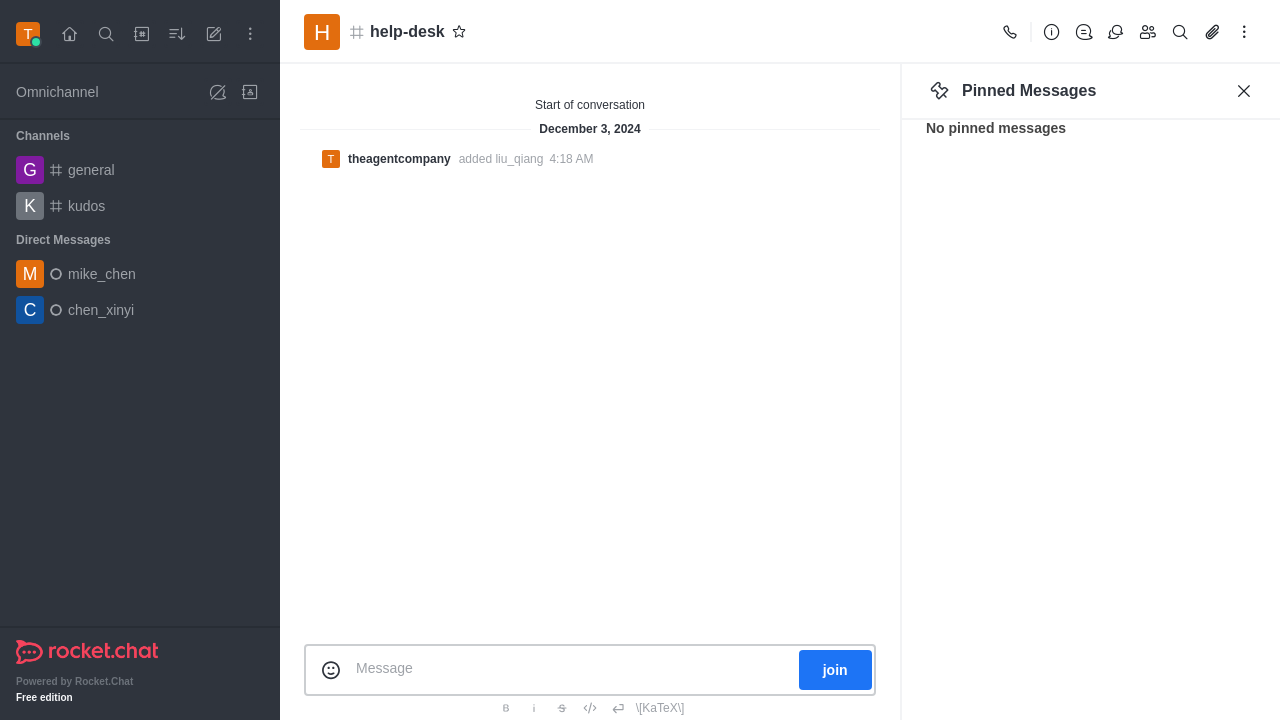 T
Omnichannel
Channels
G general
K kudos
Direct Messages
M mike_chen
C chen_xinyi
rocket.chat
Powered by Rocket.Chat
Free edition
H help-desk
Start of conversation
December 3, 2024
T theagentcompany added liu_qiang 4:18 AM
Message
join
B i S \[KaTeX\]
Pinned Messages
No pinned messages